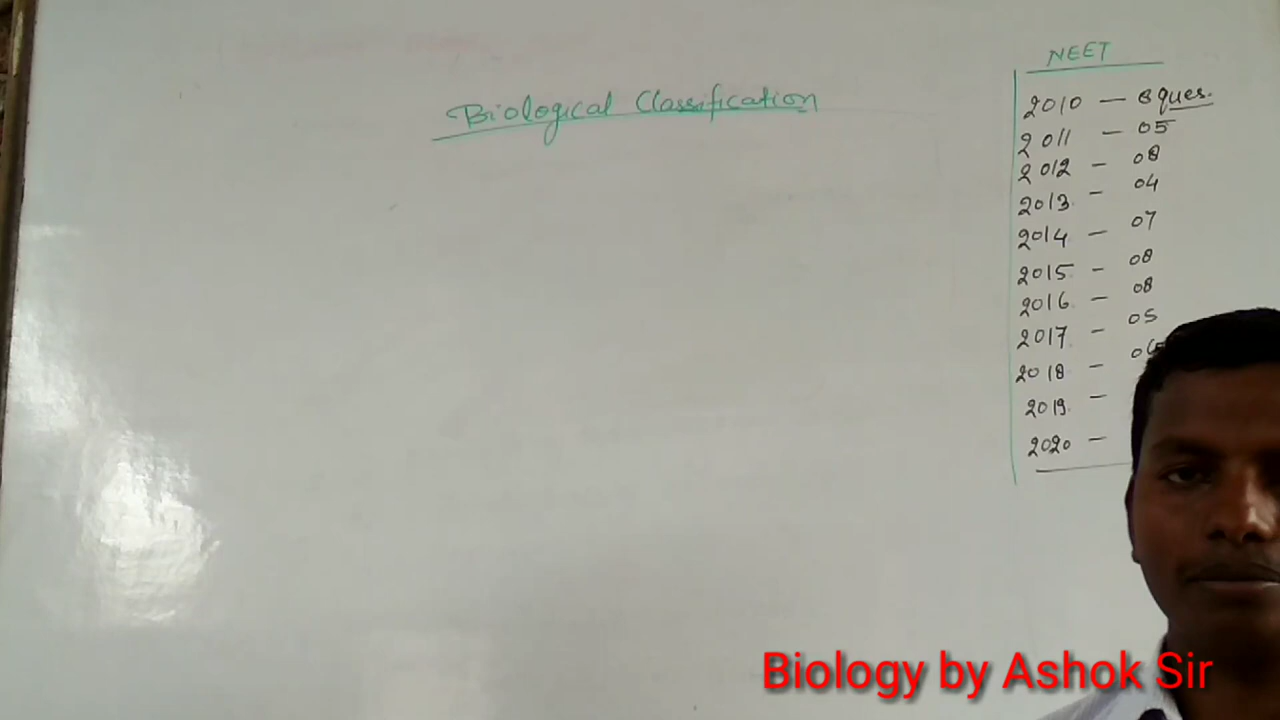 Biological Classification
NEET
2010 — 8 ques.
2011 — 05
2012 — 08
2013 — 04
2014 — 07
2015 — 08
2016 — 08
2017 — 05
2018 —
2019 —
2020 —
Biology by Ashok Sir